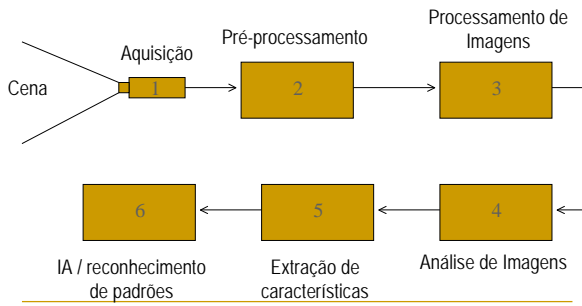 Cena
Aquisição
1
Pré-processamento
2
Processamento de
Imagens
3
4
Análise de Imagens
5
Extração de
características
6
IA / reconhecimento
de padrões